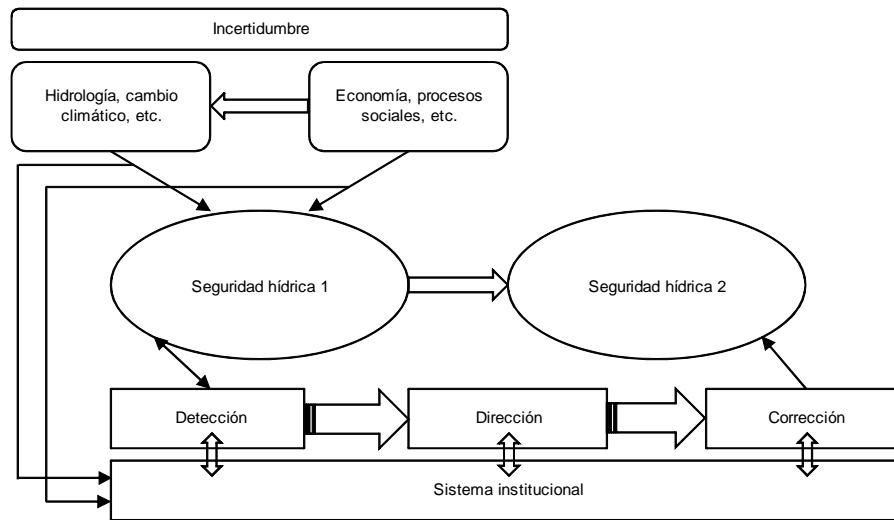 Incertidumbre
Hidrología, cambio
climático, etc.
Economía, procesos
sociales, etc.
Seguridad hídrica 1
Seguridad hídrica 2
Detección
Dirección
Corrección
Sistema institucional